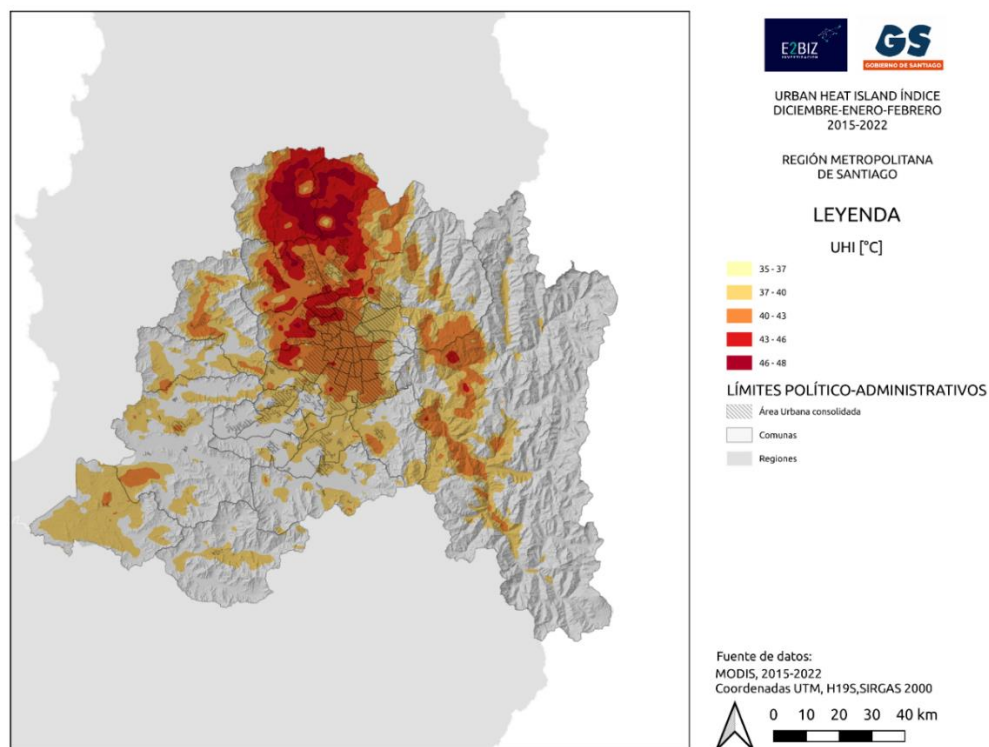 E2BIZ
INVESTIGACIÓN
GS
GOBIERNO DE SANTIAGO
URBAN HEAT ISLAND ÍNDICE
DICIEMBRE-ENERO-FEBRERO
2015-2022
REGIÓN METROPOLITANA
DE SANTIAGO
LEYENDA
UHI [°C]
35 - 37
37 - 40
40 - 43
43 - 46
46 - 48
LÍMITES POLÍTICO-ADMINISTRATIVOS
Área Urbana consolidada
Comunas
Regiones
Fuente de datos:
MODIS, 2015-2022
Coordenadas UTM, H19S,SIRGAS 2000
0 10 20 30 40 km